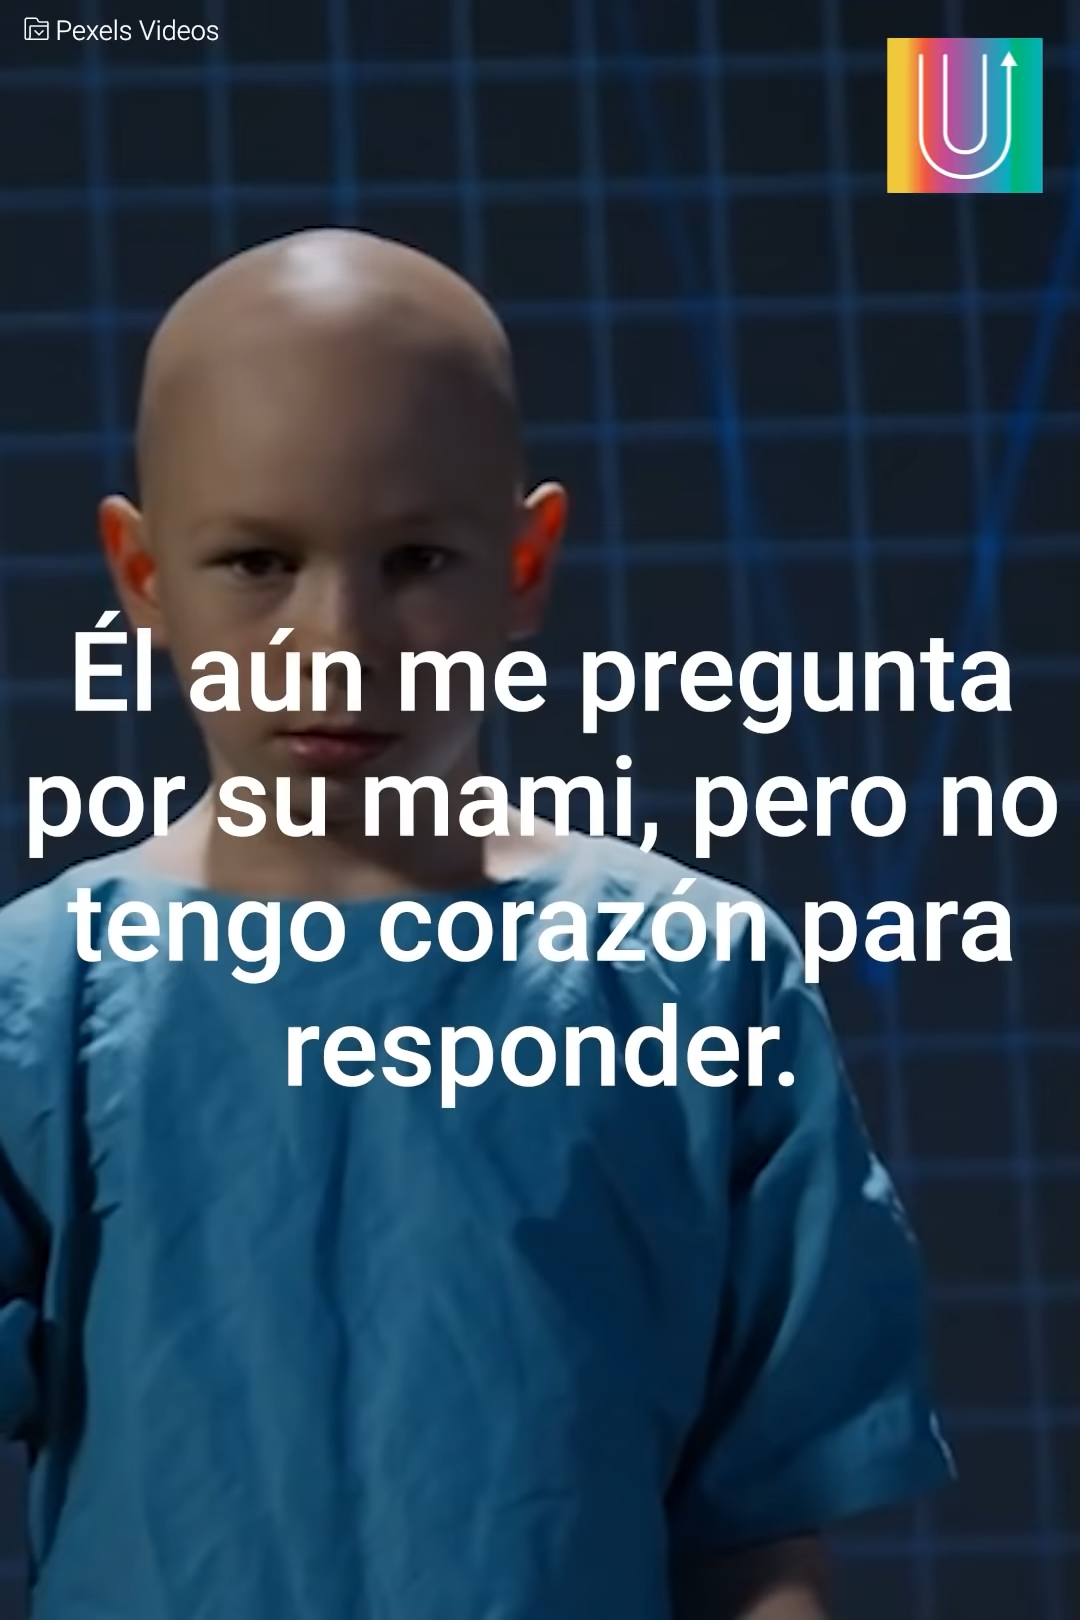 Pexels Videos
Él aún me pregunta
por su mami, pero no
tengo corazón para
responder.